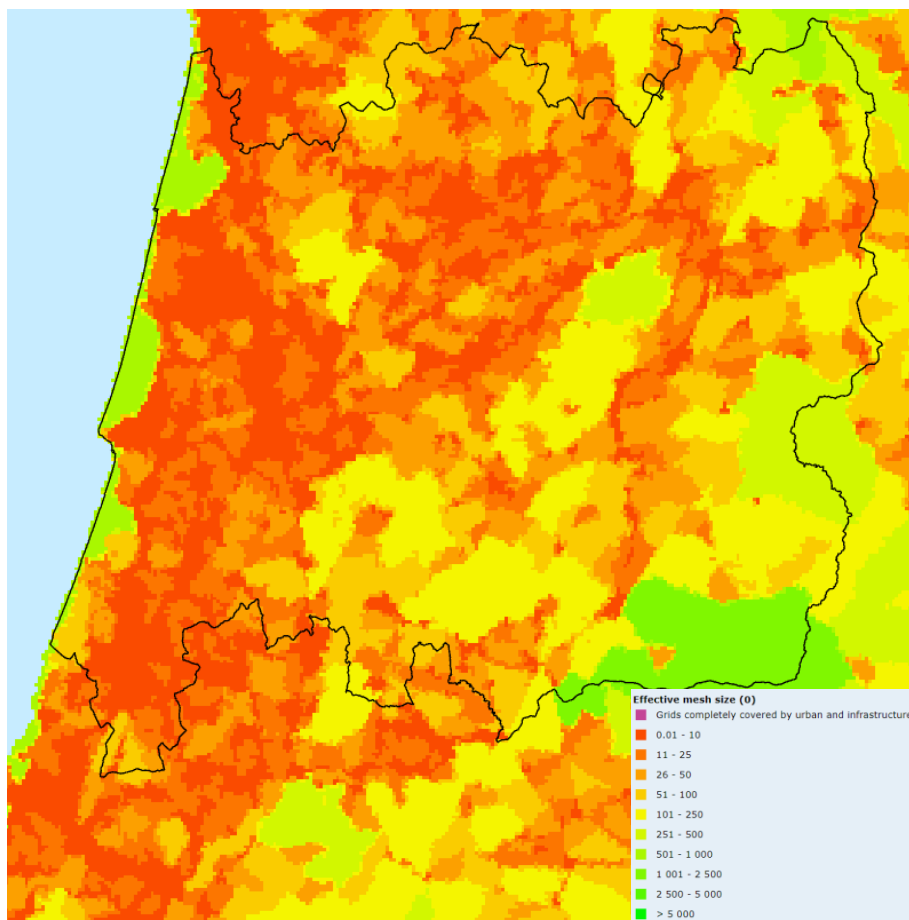 Effective mesh size (0)
Grids completely covered by urban and infrastructure
0.01 - 10
11 - 25
26 - 50
51 - 100
101 - 250
251 - 500
501 - 1 000
1 001 - 2 500
2 500 - 5 000
> 5 000